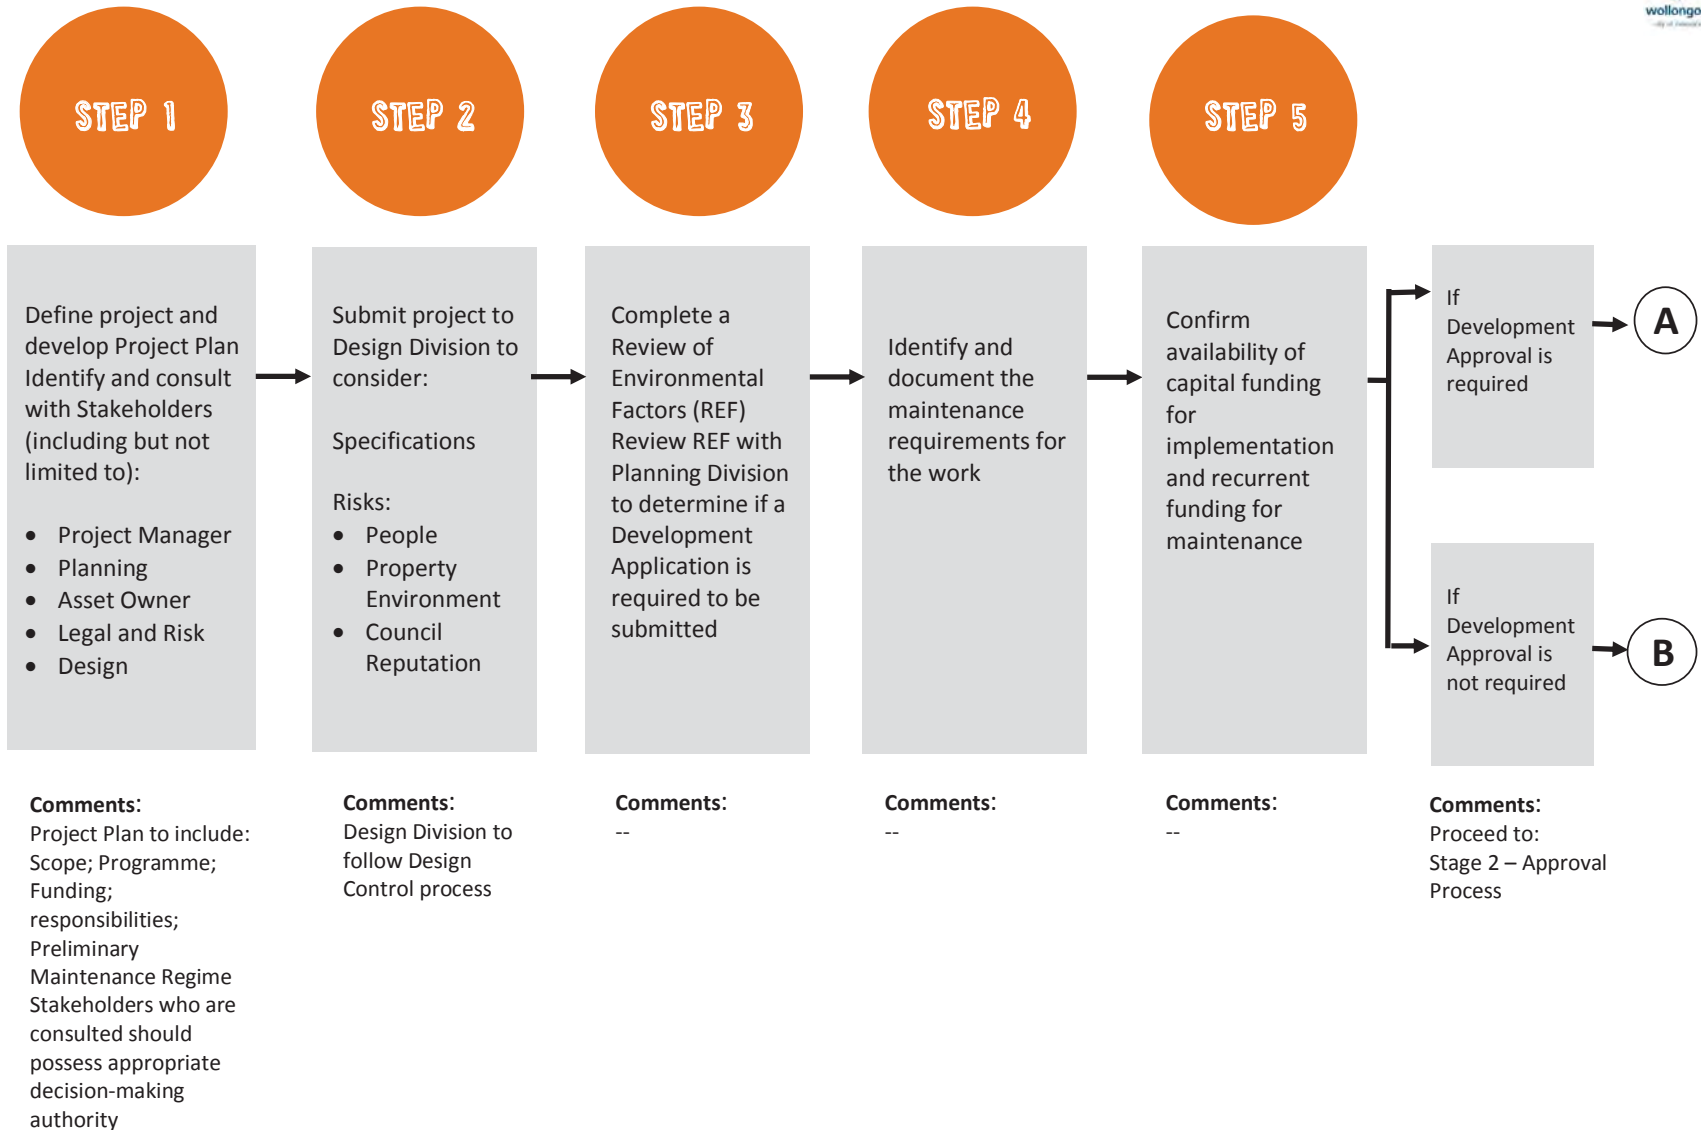 wollongo
STEP 1
STEP 2
STEP 3
STEP 4
STEP 5
Define project and
develop Project Plan
Identify and consult
with Stakeholders
(including but not
limited to):
• Project Manager
• Planning
• Asset Owner
• Legal and Risk
• Design
Submit project to
Design Division to
consider:
Specifications
Risks:
• People
• Property
Environment
• Council
Reputation
Complete a
Review of
Environmental
Factors (REF)
Review REF with
Planning Division
to determine if a
Development
Application is
required to be
submitted
Identify and
document the
maintenance
requirements for
the work
Confirm
availability of
capital funding
for
implementation
and recurrent
funding for
maintenance
If
Development
Approval is
required
A
If
Development
Approval is
not required
B
Comments:
Project Plan to include:
Scope; Programme;
Funding;
responsibilities;
Preliminary
Maintenance Regime
Stakeholders who are
consulted should
possess appropriate
decision-making
authority
Comments:
Design Division to
follow Design
Control process
Comments:
--
Comments:
--
Comments:
--
Comments:
Proceed to:
Stage 2 – Approval
Process